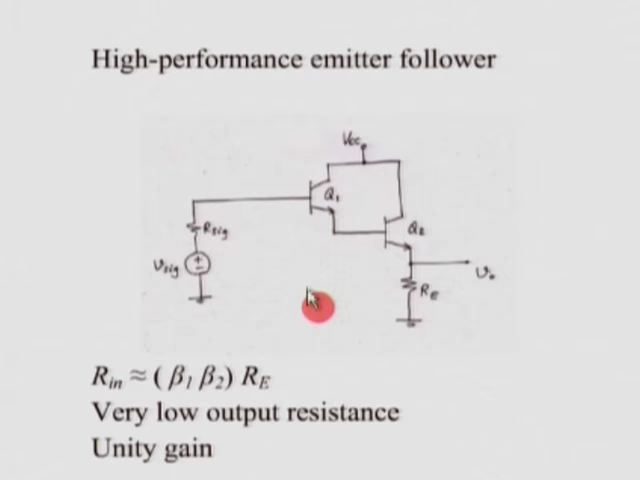 High-performance emitter follower
Vcc
Q₁
Rsig
Q₂
Vsig
Vo
RE
Rin ≈ ( β1 β2) RE
Very low output resistance
Unity gain